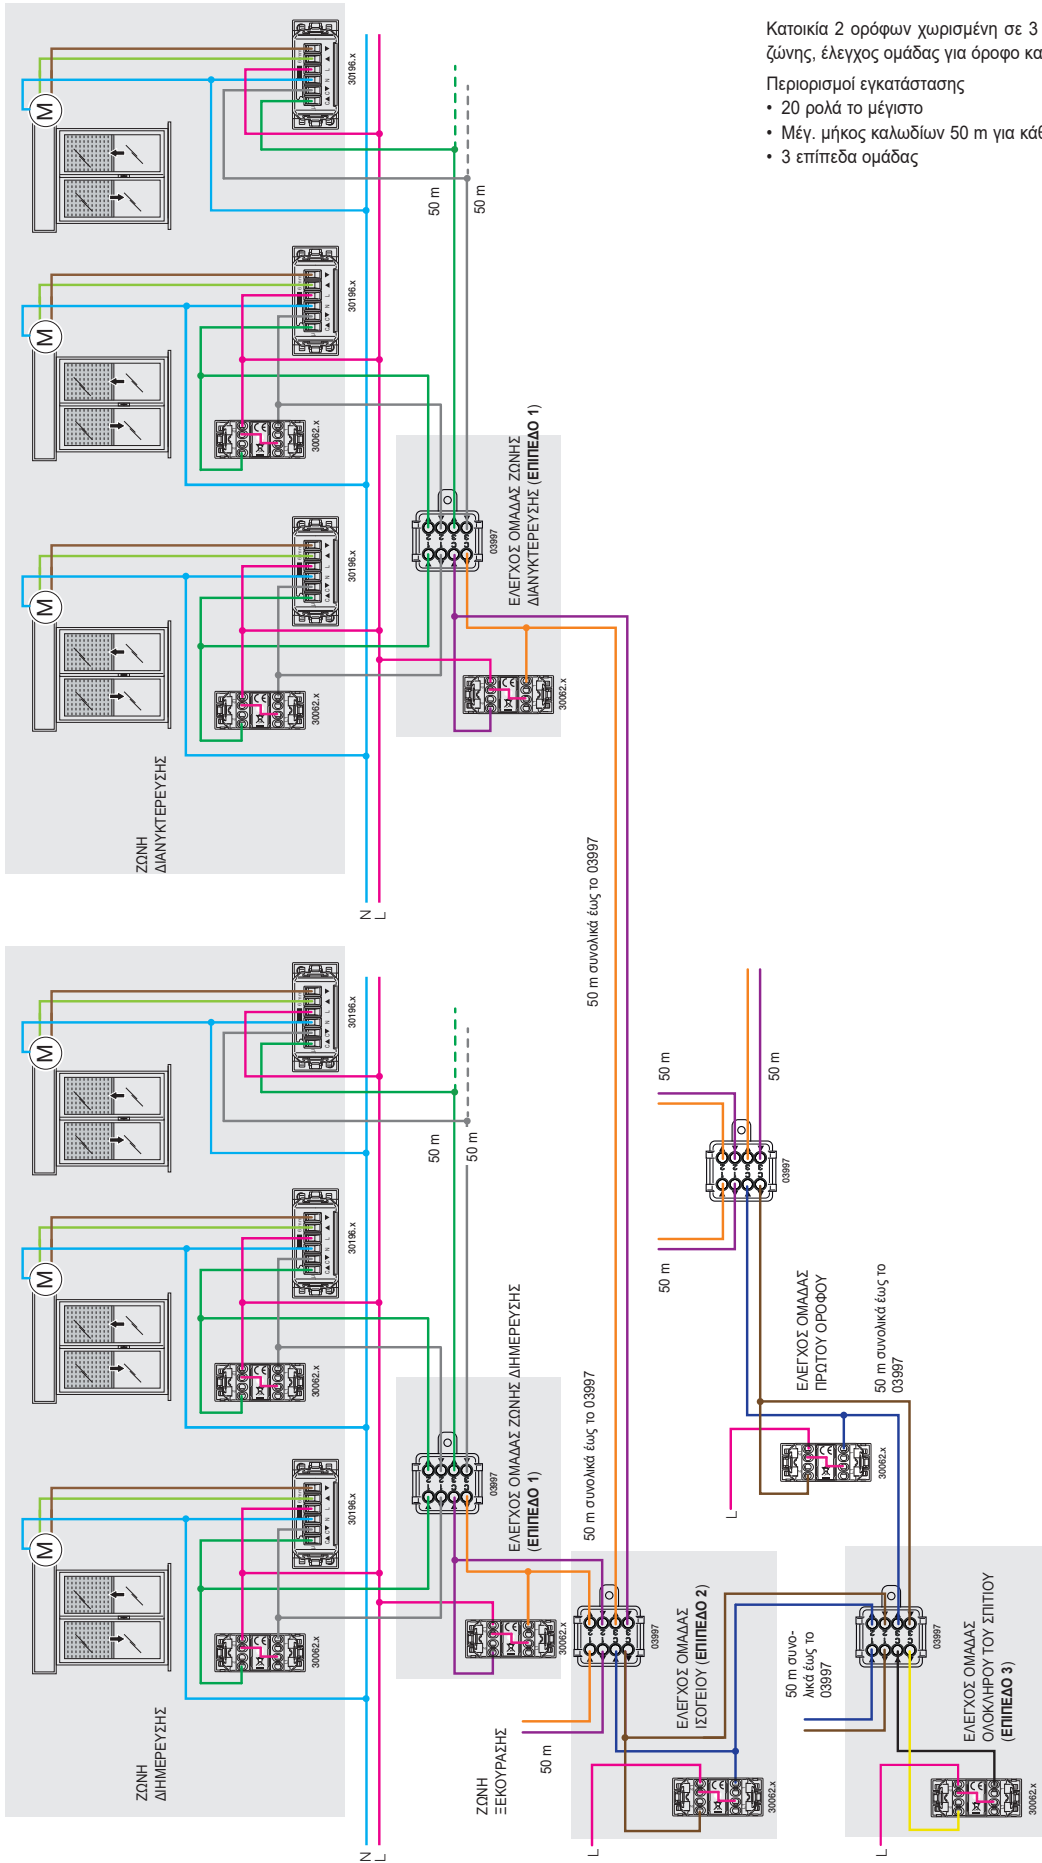 Κατοικία 2 ορόφων χωρισμένη σε 3
ζώνης, έλεγχος ομάδας για όροφο κα
Περιορισμοί εγκατάστασης
• 20 ρολά το μέγιστο
• Μέγ. μήκος καλωδίων 50 m για κάθ
• 3 επίπεδα ομάδας
M
30196.x
M
30196.x
30062.x
M
30196.x
30062.x
50 m
50 m
03997
ΕΛΕΓΧΟΣ ΟΜΑΔΑΣ ΖΩΝΗΣ
ΔΙΑΝΥΚΤΕΡΕΥΣΗΣ (ΕΠΙΠΕΔΟ 1)
30062.x
ΖΩΝΗ
ΔΙΑΝΥΚΤΕΡΕΥΣΗΣ
N
L
50 m συνολικά έως το 03997
M
30196.x
M
30196.x
30062.x
M
30196.x
30062.x
50 m
50 m
03997
ΕΛΕΓΧΟΣ ΟΜΑΔΑΣ ΖΩΝΗΣ ΔΙΗΜΕΡΕΥΣΗΣ
(ΕΠΙΠΕΔΟ 1)
30062.x
ΖΩΝΗ
ΔΙΗΜΕΡΕΥΣΗΣ
N
L
50 m συνολικά έως το 03997
ΖΩΝΗ
ΞΕΚΟΥΡΑΣΗΣ
50 m
03997
ΕΛΕΓΧΟΣ ΟΜΑΔΑΣ
ΙΣΟΓΕΙΟΥ (ΕΠΙΠΕΔΟ 2)
30062.x
L
50 m
50 m
50 m
03997
ΕΛΕΓΧΟΣ ΟΜΑΔΑΣ
ΠΡΩΤΟΥ ΟΡΟΦΟΥ
50 m συνολικά έως το
03997
30062.x
L
50 m συνο-
λικά έως το
03997
03997
ΕΛΕΓΧΟΣ ΟΜΑΔΑΣ
ΟΛΟΚΛΗΡΟΥ ΤΟΥ ΣΠΙΤΙΟΥ
(ΕΠΙΠΕΔΟ 3)
30062.x
L